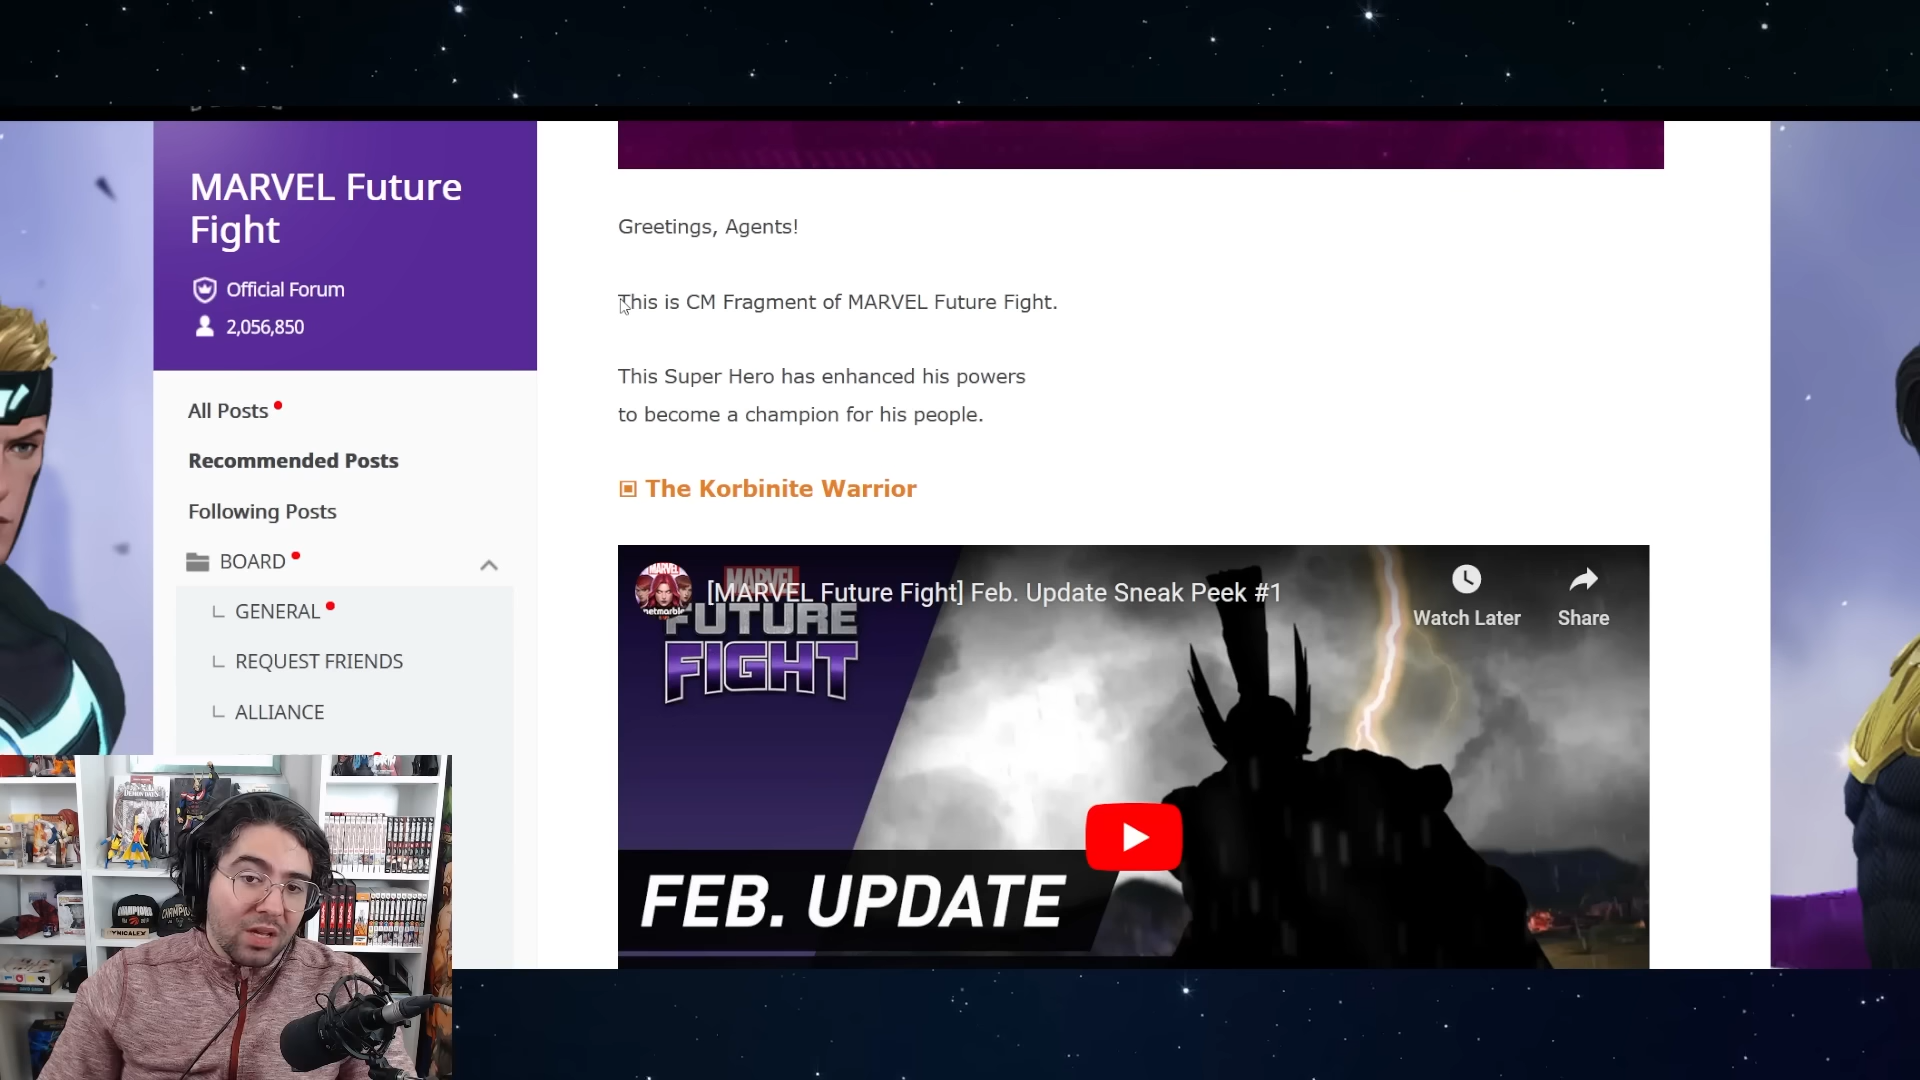 MARVEL Future
Fight
Official Forum
2,056,850
All Posts
Recommended Posts
Following Posts
BOARD
GENERAL
REQUEST FRIENDS
ALLIANCE
Greetings, Agents!
This is CM Fragment of MARVEL Future Fight.
This Super Hero has enhanced his powers
to become a champion for his people.
The Korbinite Warrior
[MARVEL Future Fight] Feb. Update Sneak Peek #1
Watch Later
Share
MARVEL
netmarble
MARVEL
FUTURE
FIGHT
FEB. UPDATE
CHAMPIONS